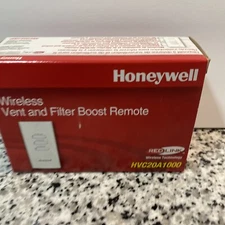 Honeywell
Wireless
Vent and Filter Boost Remote
REDLINK
Wireless Technology
HVC20A1000